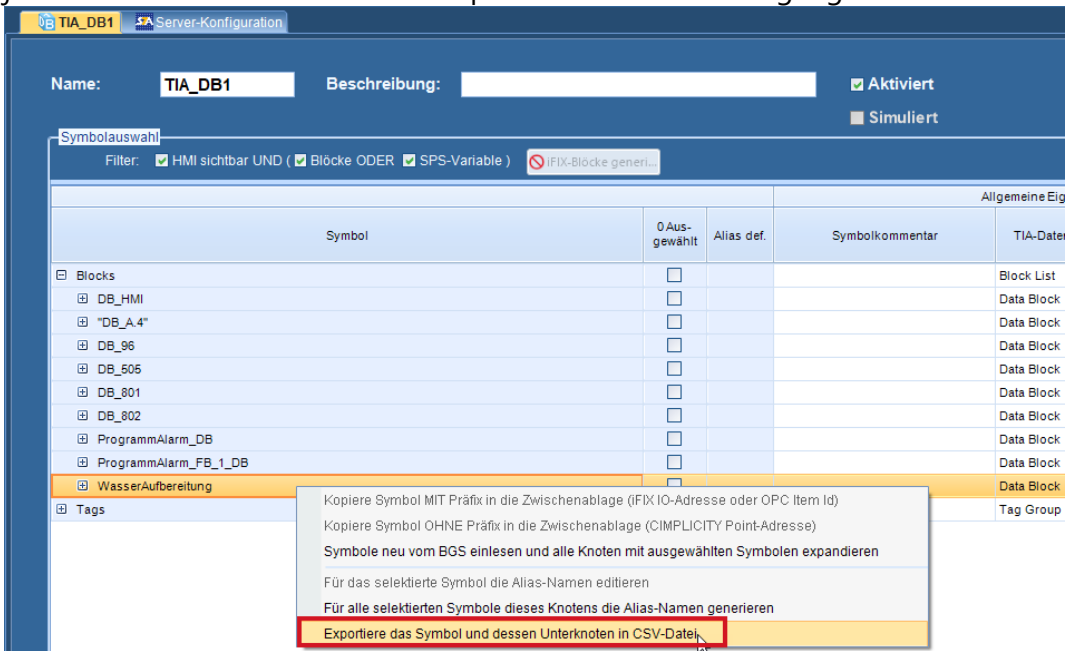 TIA_DB1 Server-Konfiguration
Name: TIA_DB1 Beschreibung: Aktiviert
Simuliert
Symbolauswahl
Filter: HMI sichtbar UND ( Blöcke ODER SPS-Variable ) iFIX-Blöcke generi...
Allgemeine Eig
Symbol 0 Aus-gewählt Alias def. Symbolkommentar TIA-Daten
Blocks Block List
DB_HMI Data Block
"DB_A.4" Data Block
DB_96 Data Block
DB_505 Data Block
DB_801 Data Block
DB_802 Data Block
ProgrammAlarm_DB Data Block
ProgrammAlarm_FB_1_DB Data Block
WasserAufbereitung Data Block
Tags Tag Group
Kopiere Symbol MIT Präfix in die Zwischenablage (iFIX IO-Adresse oder OPC Item Id)
Kopiere Symbol OHNE Präfix in die Zwischenablage (CIMPLICITY Point-Adresse)
Symbole neu vom BGS einlesen und alle Knoten mit ausgewählten Symbolen expandieren
Für das selektierte Symbol die Alias-Namen editieren
Für alle selektierten Symbole dieses Knotens die Alias-Namen generieren
Exportiere das Symbol und dessen Unterknoten in CSV-Datei